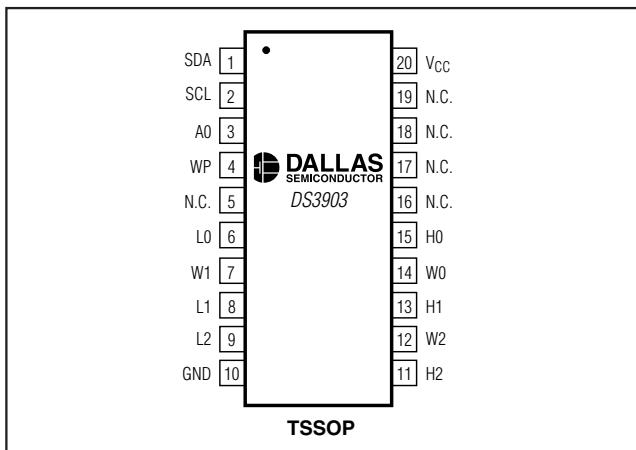 SDA 1
SCL 2
A0 3
WP 4
N.C. 5
L0 6
W1 7
L1 8
L2 9
GND 10
DALLAS
SEMICONDUCTOR
DS3903
20 VCC
19 N.C.
18 N.C.
17 N.C.
16 N.C.
15 H0
14 W0
13 H1
12 W2
11 H2
TSSOP